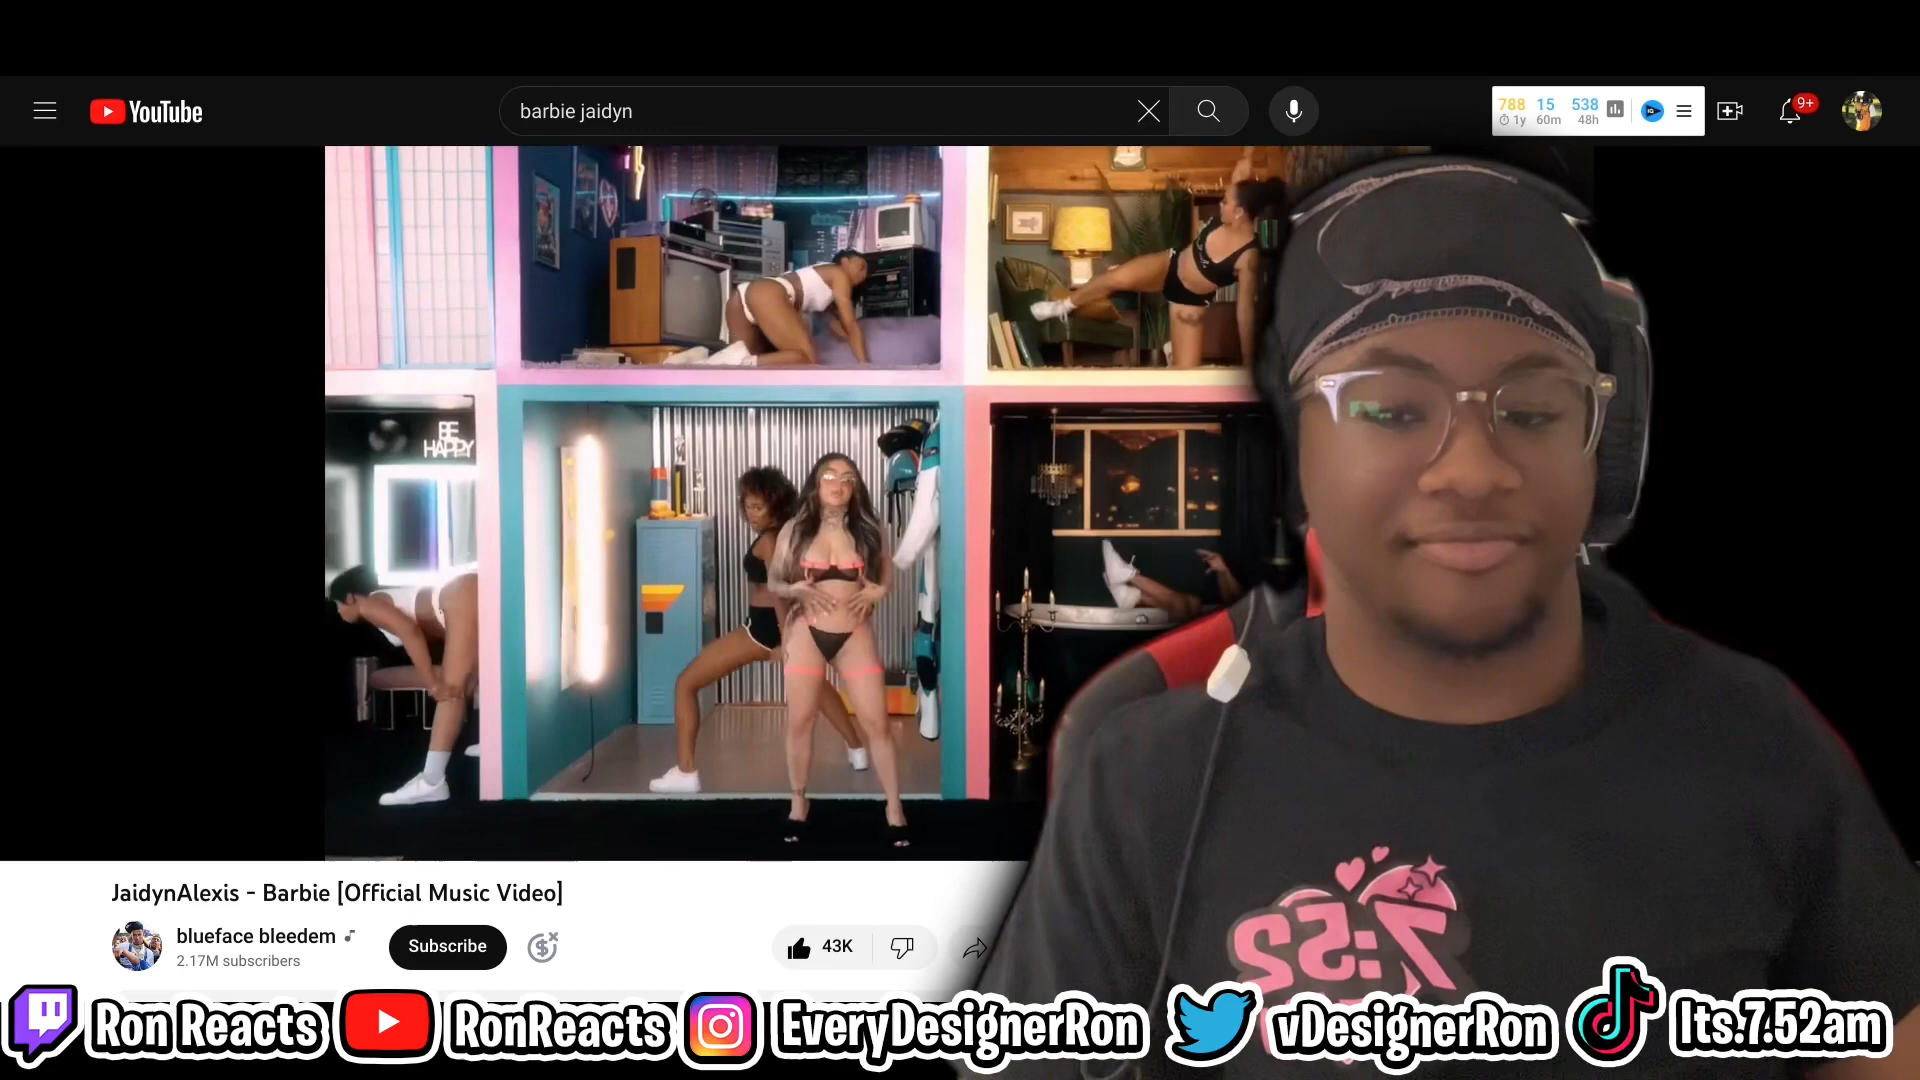 YouTube
barbie jaidyn
788 15 538
1y 60m 48h
9+
BE
HAPPY
JaidynAlexis - Barbie [Official Music Video]
blueface bleedem
2.17M subscribers
Subscribe
43K
7:52
Ron Reacts
RonReacts
EveryDesignerRon
vDesignerRon
Its.7.52am